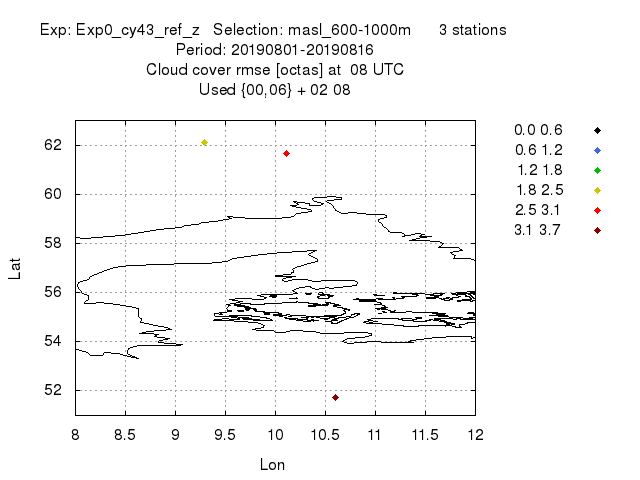 Exp: Exp0_cy43_ref_z   Selection: masl_600-1000m      3 stations
Period: 20190801-20190816
Cloud cover rmse [octas] at  08 UTC
Used {00,06} + 02 08
0.0 0.6
0.6 1.2
1.2 1.8
1.8 2.5
2.5 3.1
3.1 3.7
Lat
62
60
58
56
54
52
8 8.5 9 9.5 10 10.5 11 11.5 12
Lon